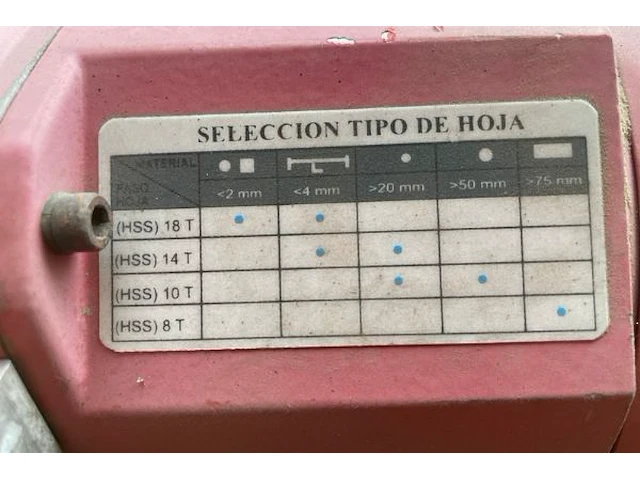 SELECCION TIPO DE HOJA
MATERIAL
PASO
HOJA
<2 mm <4 mm >20 mm >50 mm >75 mm
(HSS) 18 T
(HSS) 14 T
(HSS) 10 T
(HSS) 8 T